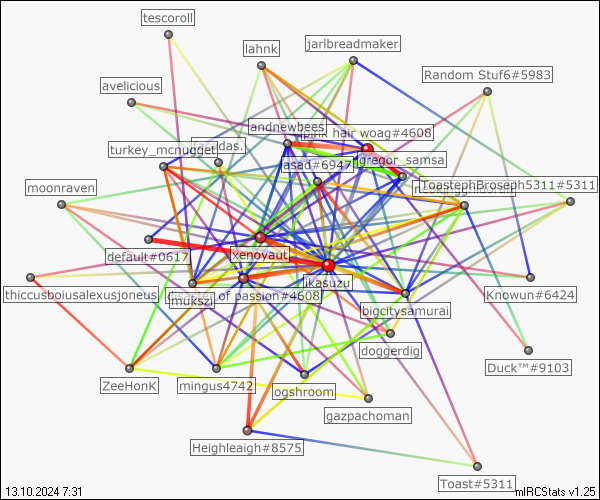 tescoroll
lahnk
jarlbreadmaker
Random Stuf6#5983
avelicious
andnewbees
pink hair woag#4608
turkey_mcnugget
das.
asad#6947
gregor_samsa
ToastephBroseph5311#5311
moonraven
default#0617
xenovaut
ikasuzu
thiccusboiusalexusjoneus
of passion#4608
bigcitysamurai
Knowun#6424
doggerdig
Duck™#9103
ZeeHonK
mingus4742
ogshroom
gazpachoman
Heighleaigh#8575
Toast#5311
13.10.2024 7:31
mIRCStats v1.25